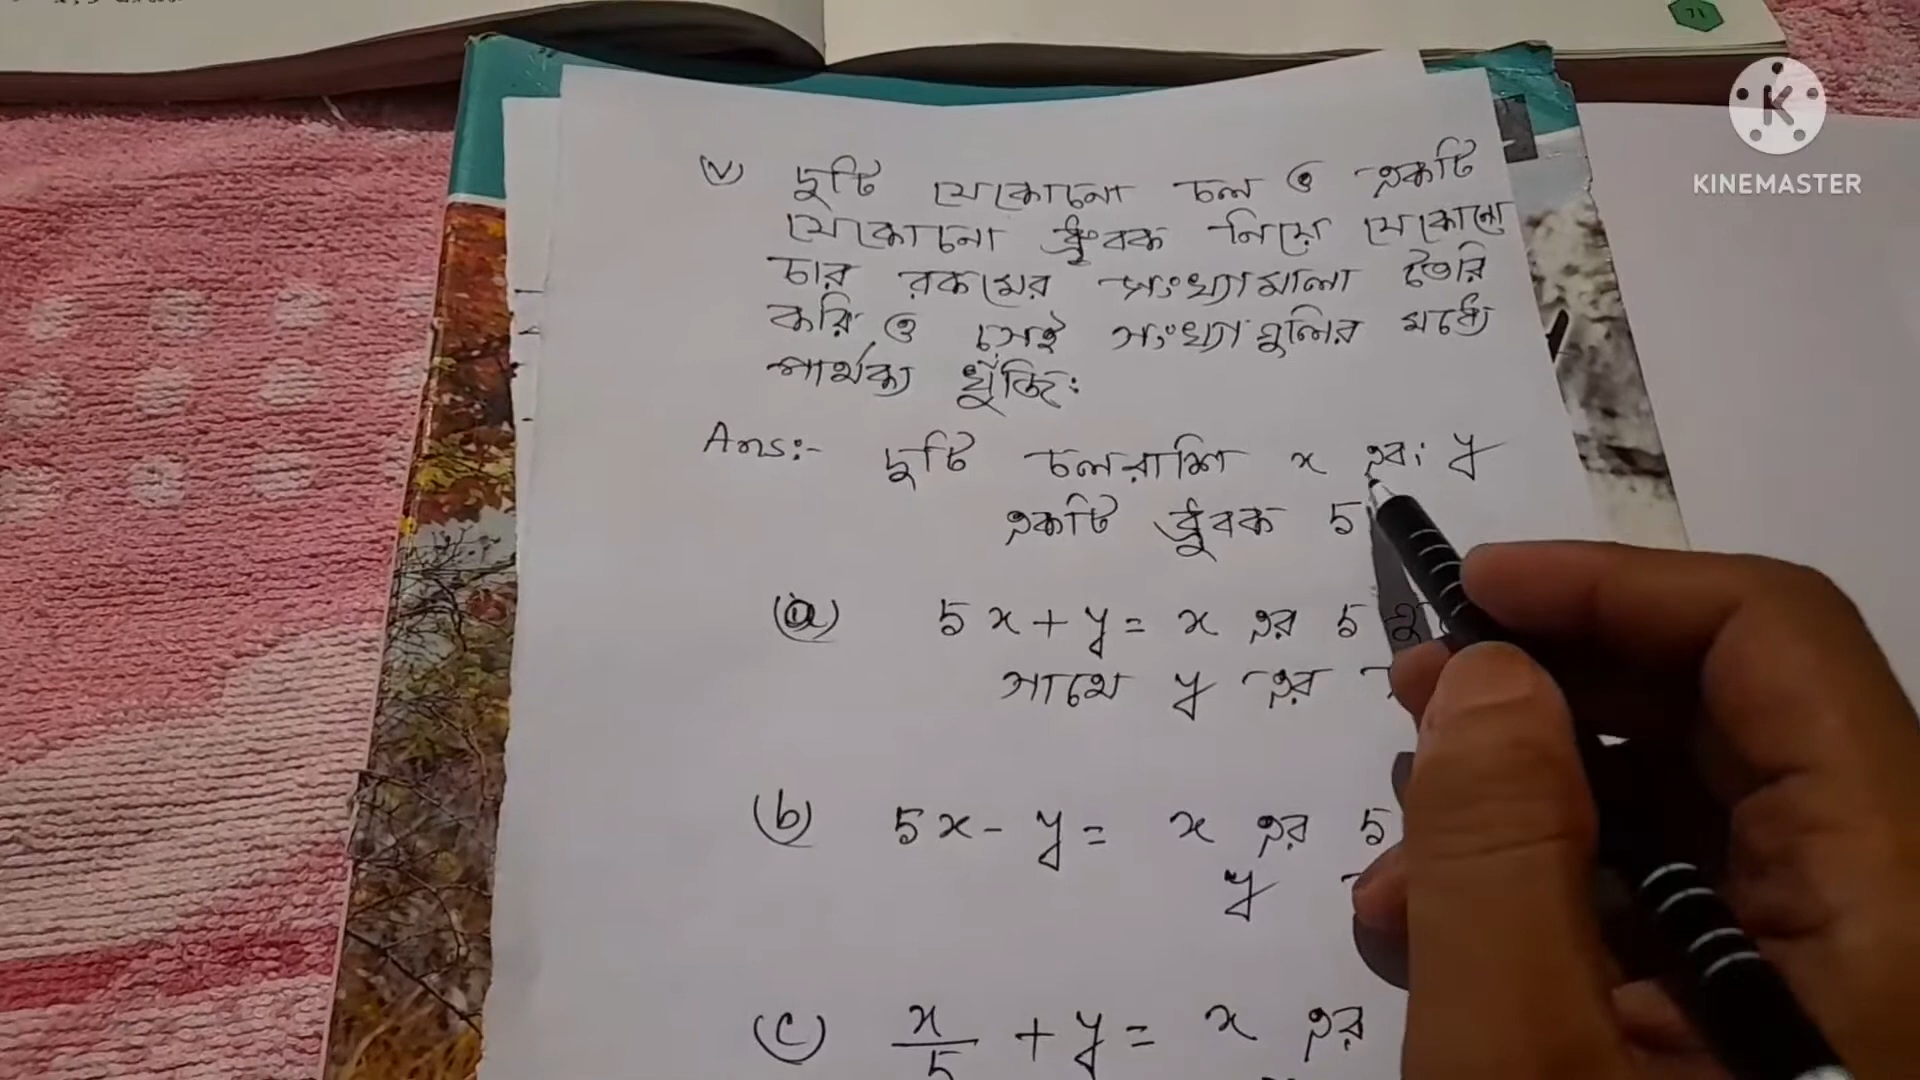 (v) দুটি যেকোনো চল ও একটি
যেকোনো ধ্রুবক নিয়ে যেকোনো
চার রকমের সংখ্যামালা তৈরি
করি ও সেই সংখ্যাগুলির মধ্যে
পার্থক্য খুঁজি:
Ans:- দুটি চলরাশি x এবং y
একটি ধ্রুবক 5
(a) 5x + y = x এর 5
সাথে y এর
(b) 5x - y = x এর 5
y
(c) x/5 + y = x এর
KINEMASTER